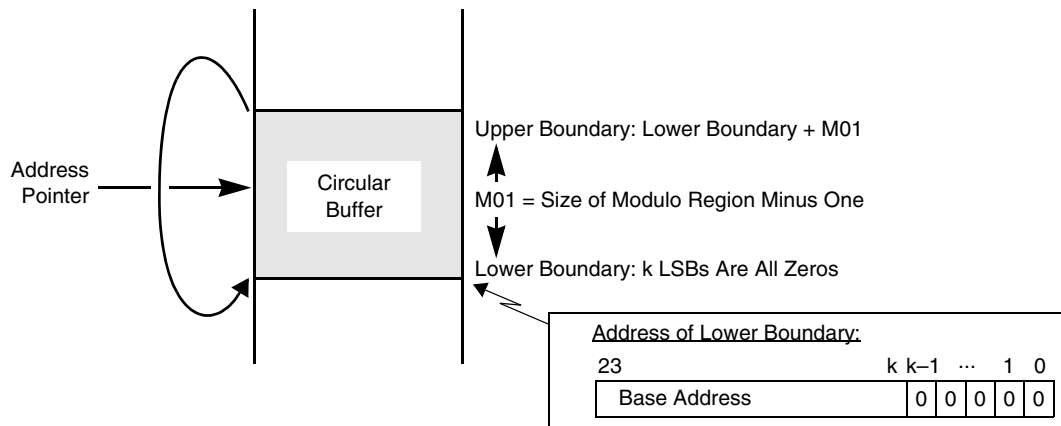 Upper Boundary: Lower Boundary + M01
Address
Pointer
Circular
Buffer
M01 = Size of Modulo Region Minus One
Lower Boundary: k LSBs Are All Zeros
Address of Lower Boundary:
23 k k–1 ··· 1 0
Base Address 0 0 0 0 0